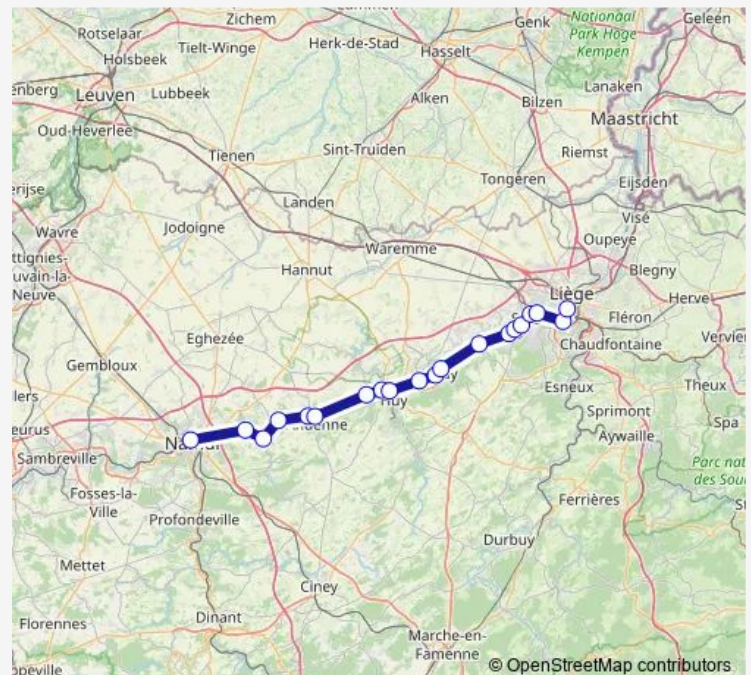 Zichem
Genk
Nationaal
Park Hoge
Kempen
Geleen
Rotselaar
Tielt-Winge
Herk-de-Stad
Hasselt
Holsbeek
Leuven
Lubbeek
Alken
Bilzen
Lanaken
Maastricht
Oud-Heverlee
Tienen
Sint-Truiden
Riemst
Tongeren
Eijsden
Landen
Visé
Wavre
Jodoigne
Waremme
Oupeye
Neuve
Hannut
Blegny
Liège
Herve
Fléron
Eghezée
Chaudfontaine
Gembloux
Esneux
Theux
Huy
Sprimont
Spa
Aywaille
Sambreville
Fosses-la-
Ville
Profondeville
Ferrières
Durbuy
Mettet
Ciney
Florennes
Dinant
Marche-en-
Famenne
© OpenStreetMap contributors